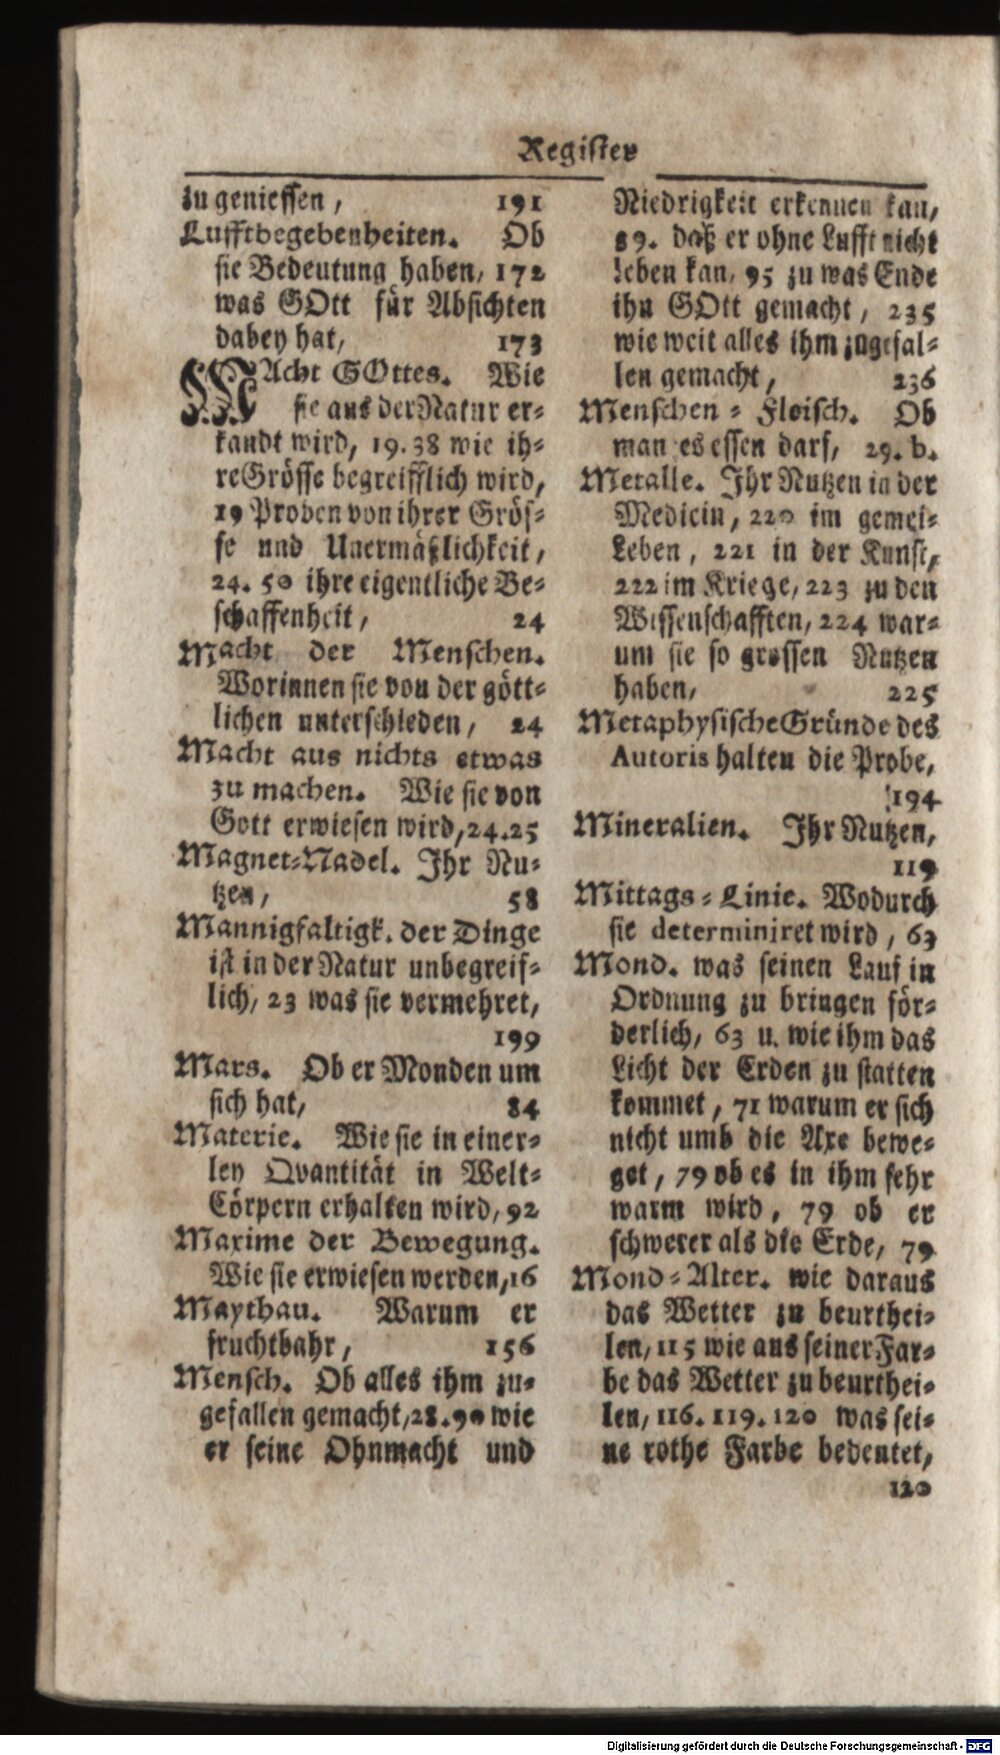 Register
zu geniessen, 191
Lufftbegebenheiten. Ob
sie Bedeutung haben, 172
was GOtt für Absichten
dabey hat, 173
MAcht GOttes. Wie
sie aus der Natur er-
kandt wird, 19.38 wie ih-
re Grösse begreifflich wird,
19 Proben von ihrer Grös-
se und Unermäßlichkeit,
24. 50 ihre eigentliche Be-
schaffenheit, 24
Macht der Menschen.
Worinnen sie von der gött-
lichen unterschieden, 24
Macht aus nichts etwas
zu machen. Wie sie von
Gott erwiesen wird, 24.25
Magnet-Nadel. Ihr Nu-
tzen, 58
Mannigfaltigk. der Dinge
ist in der Natur unbegreif-
lich, 23 was sie vermehret,
199
Mars. Ob er Monden um
sich hat, 84
Materie. Wie sie in einer-
ley Qvantität in Welt-
Cörpern erhalten wird, 92
Maxime der Bewegung.
Wie sie erwiesen werden, 16
Maythau. Warum er
fruchtbahr, 156
Mensch. Ob alles ihm zu-
gefallen gemacht, 28.90 wie
er seine Ohnmacht und
Niedrigkeit erkennen kan,
89. daß er ohne Lufft nicht
leben kan, 95 zu was Ende
ihn GOtt gemacht, 235
wie weit alles ihm zugefal-
len gemacht, 236
Menschen-Fleisch. Ob
man es essen darf, 29. b.
Metalle. Ihr Nutzen in der
Medicin, 220 im gemei-
Leben, 221 in der Kunst,
222 im Kriege, 223 zu den
Wissenschafften, 224 war-
um sie so grossen Nutzen
haben, 225
Metaphysische Gründe des
Autoris halten die Probe,
194
Mineralien. Ihr Nutzen,
119
Mittags-Linie. Wodurch
sie determiniret wird, 63
Mond. was seinen Lauf in
Ordnung zu bringen för-
derlich, 63 u. wie ihm das
Licht der Erden zu statten
kommet, 71 warum er sich
nicht umb die Axe bewe-
get, 79 ob es in ihm sehr
warm wird, 79 ob er
schwerer als die Erde, 79
Mond-Alter. wie daraus
das Wetter zu beurthei-
len, 115 wie aus seiner Far-
be das Wetter zu beurthei-
len, 116. 119. 120 was sei-
ne rothe Farbe bedeutet,
120
Digitalisierung gefördert durch die Deutsche Forschungsgemeinschaft - DFG